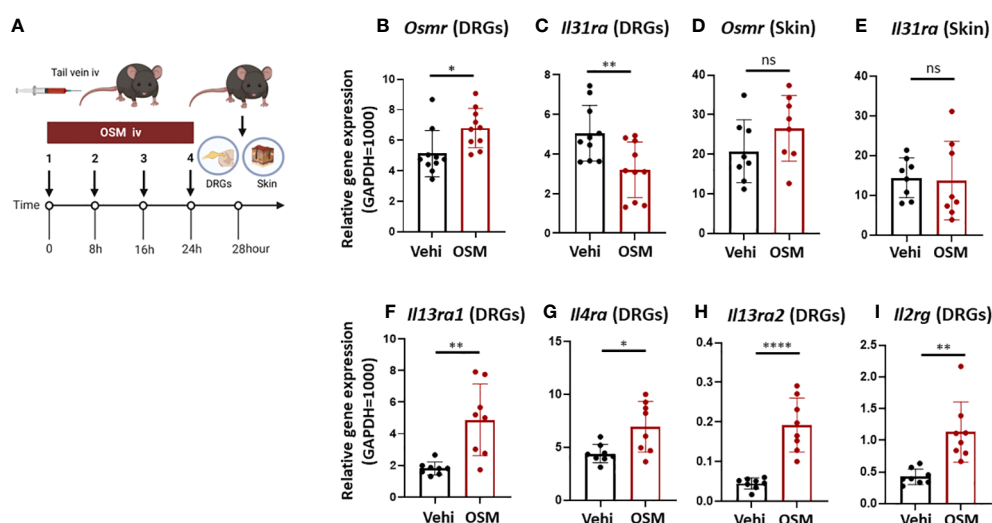 A
Tail vein iv
OSM iv
1 2 3 4
DRGs Skin
Time
0 8h 16h 24h 28hour
B Osmr (DRGs)
Relative gene expression
(GAPDH=1000)
*
10
8
6
4
2
0
Vehi OSM
C Il31ra (DRGs)
**
8
6
4
2
0
Vehi OSM
D Osmr (Skin)
ns
40
30
20
10
0
Vehi OSM
E Il31ra (Skin)
ns
40
30
20
10
0
Vehi OSM
F Il13ra1 (DRGs)
Relative gene expression
(GAPDH=1000)
**
10
8
6
4
2
0
Vehi OSM
G Il4ra (DRGs)
*
15
10
5
0
Vehi OSM
H Il13ra2 (DRGs)
****
0.4
0.3
0.2
0.1
0.0
Vehi OSM
I Il2rg (DRGs)
**
2.5
2.0
1.5
1.0
0.5
0.0
Vehi OSM